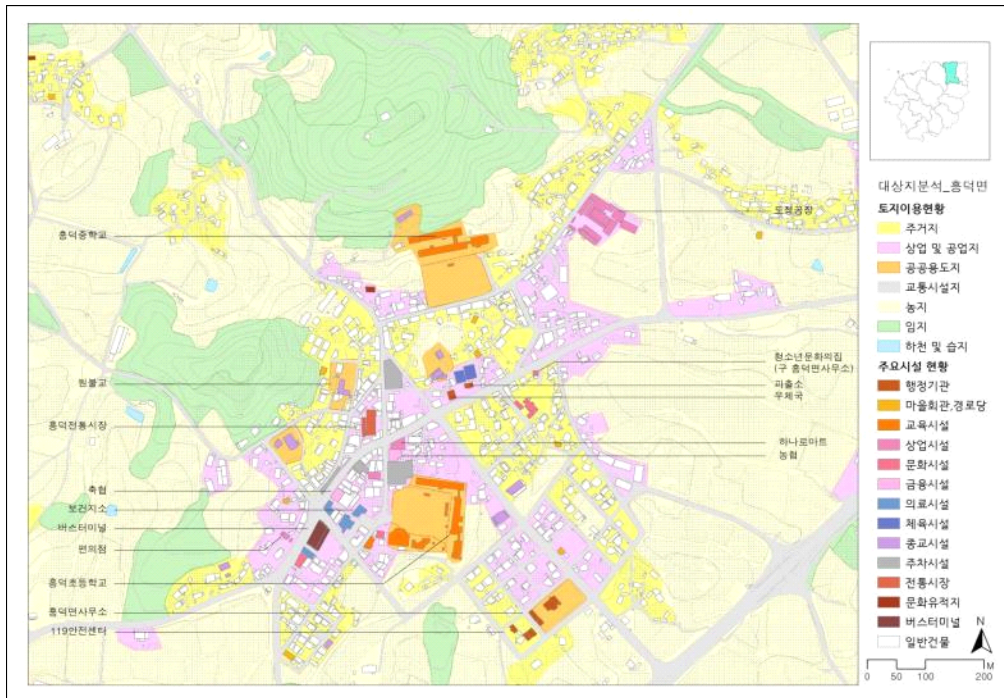 흥덕중학교
원불교
흥덕전통시장
축협
보건지소
버스터미널
편의점
흥덕초등학교
흥덕면사무소
119안전센터
도정공장
청소년문화의집
(구 흥덕면사무소)
파출소
우체국
하나로마트
농협
대상지분석_흥덕면
토지이용현황
주거지
상업 및 공업지
공공용도지
교통시설지
농지
임지
하천 및 습지
주요시설 현황
행정기관
마을회관,경로당
교육시설
상업시설
문화시설
금융시설
의료시설
체육시설
종교시설
주차시설
전통시장
문화유적지
버스터미널
일반건물
N
M
0 50 100 200